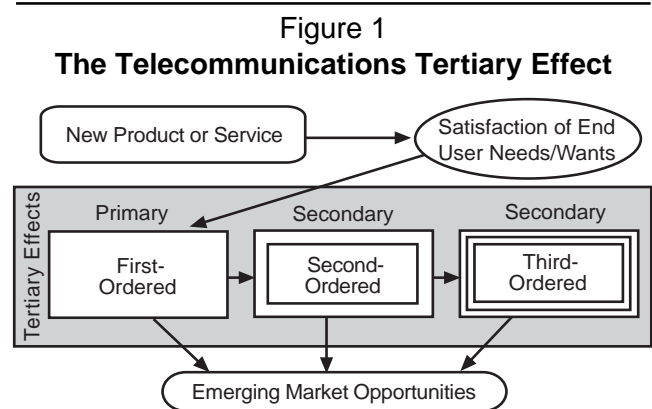 Figure 1
The Telecommunications Tertiary Effect
New Product or Service
Satisfaction of End
User Needs/Wants
Tertiary Effects
Primary
Secondary
Secondary
First-
Ordered
Second-
Ordered
Third-
Ordered
Emerging Market Opportunities